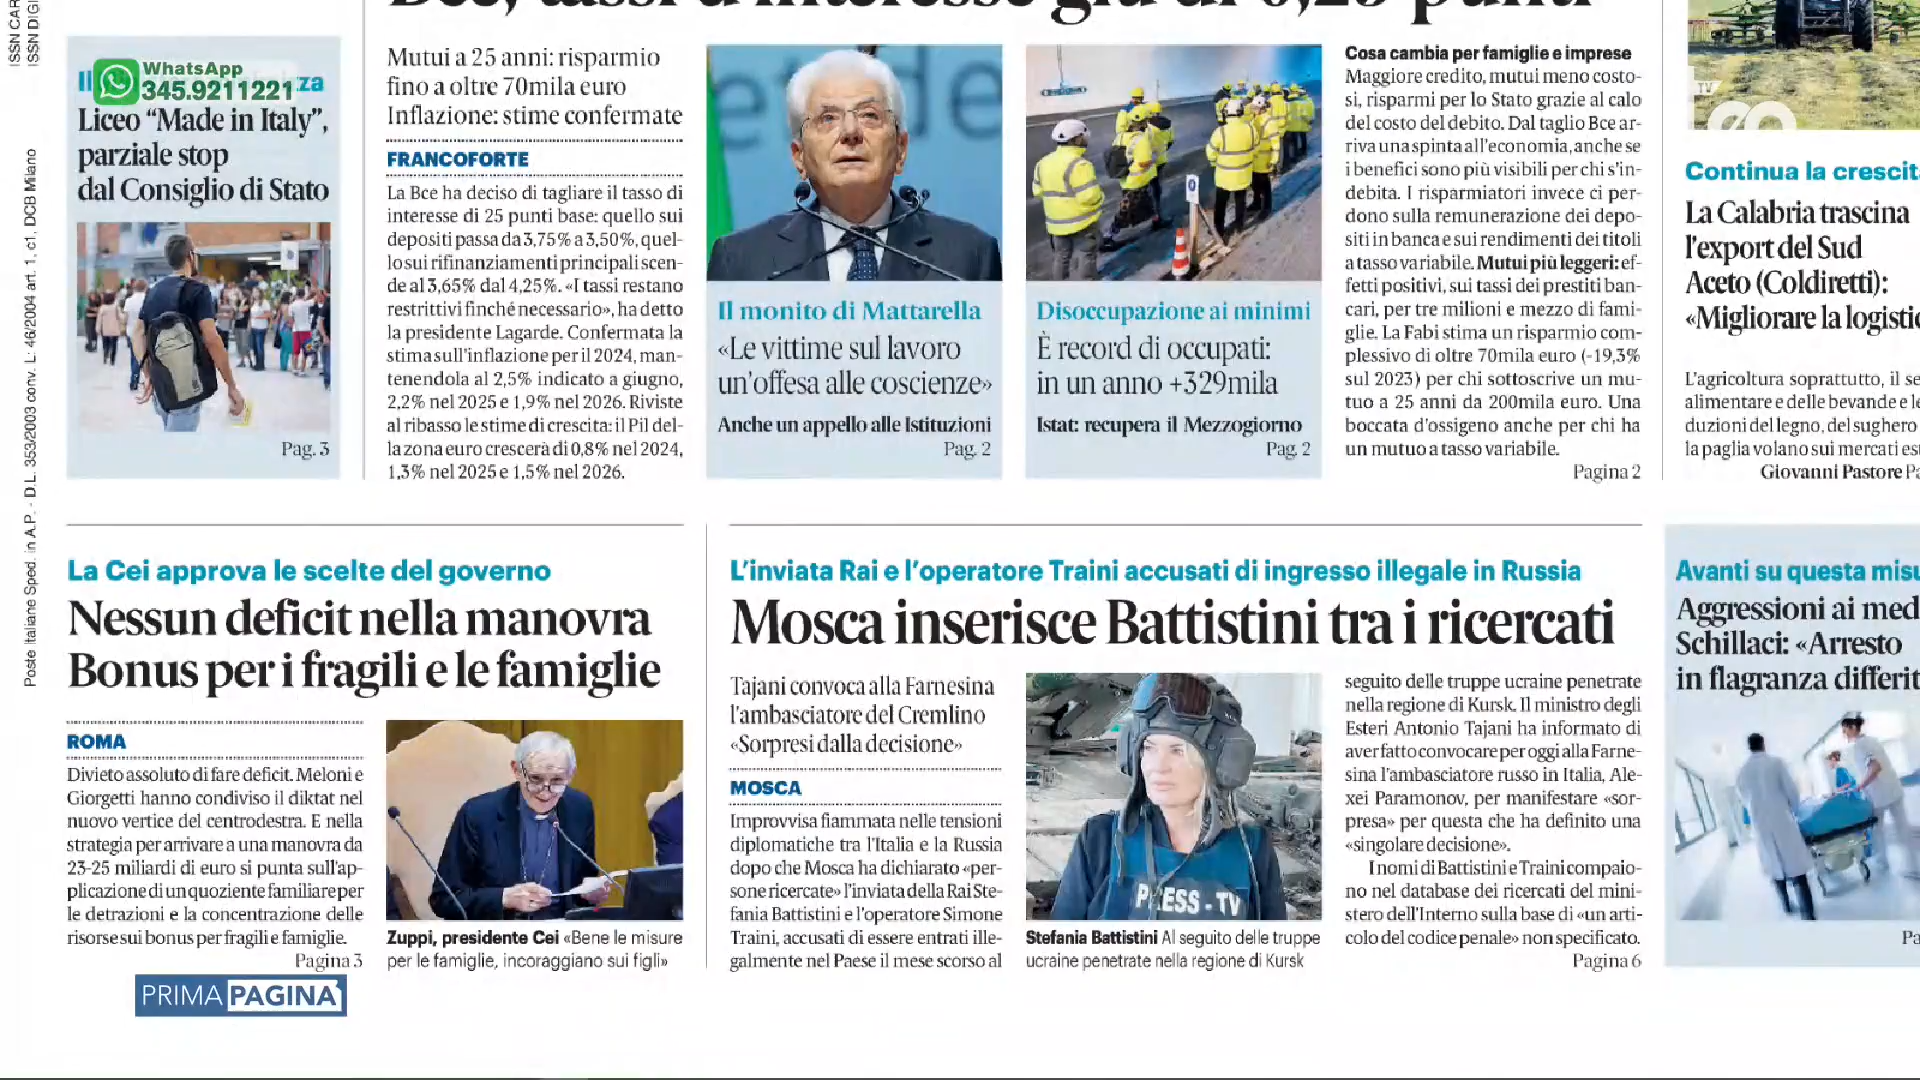 ISSN CAR
ISSN DIGI
Poste Italiane Sped. in A.P. - D.L. 353/2003 conv. L. 46/2004 art. 1, c1, DCB Milano
WhatsApp
345.9211221
Liceo “Made in Italy”,
parziale stop
dal Consiglio di Stato
Pag. 3
Bce, tassi d'interesse giù di 0,25 punti
Mutui a 25 anni: risparmio
fino a oltre 70mila euro
Inflazione: stime confermate
FRANCOFORTE
La Bce ha deciso di tagliare il tasso di
interesse di 25 punti base: quello sui
depositi passa da 3,75% a 3,50%, quel-
lo sui rifinanziamenti principali scen-
de al 3,65% dal 4,25%. «I tassi restano
restrittivi finché necessario», ha detto
la presidente Lagarde. Confermata la
stima sull'inflazione per il 2024, man-
tenendola al 2,5% indicato a giugno,
2,2% nel 2025 e 1,9% nel 2026. Riviste
al ribasso le stime di crescita: il Pil del-
la zona euro crescerà di 0,8% nel 2024,
1,3% nel 2025 e 1,5% nel 2026.
Il monito di Mattarella
«Le vittime sul lavoro
un'offesa alle coscienze»
Anche un appello alle Istituzioni
Pag. 2
Disoccupazione ai minimi
È record di occupati:
in un anno +329mila
Istat: recupera il Mezzogiorno
Pag. 2
Cosa cambia per famiglie e imprese
Maggiore credito, mutui meno costo-
si, risparmi per lo Stato grazie al calo
del costo del debito. Dal taglio Bce ar-
riva una spinta all'economia, anche se
i benefici sono più visibili per chi s'in-
debita. I risparmiatori invece ci per-
dono sulla remunerazione dei depo-
siti in banca e sui rendimenti dei titoli
a tasso variabile. Mutui più leggeri: ef-
fetti positivi, sui tassi dei prestiti ban-
cari, per tre milioni e mezzo di fami-
glie. La Fabi stima un risparmio com-
plessivo di oltre 70mila euro (-19,3%
sul 2023) per chi sottoscrive un mu-
tuo a 25 anni da 200mila euro. Una
boccata d'ossigeno anche per chi ha
un mutuo a tasso variabile.
Pagina 2
TV
Continua la crescita
La Calabria trascina
l'export del Sud
Aceto (Coldiretti):
«Migliorare la logistic
L'agricoltura soprattutto, il se
alimentare e delle bevande e le
duzioni del legno, del sughero
la paglia volano sui mercati est
Giovanni Pastore Pa
La Cei approva le scelte del governo
Nessun deficit nella manovra
Bonus per i fragili e le famiglie
ROMA
Divieto assoluto di fare deficit. Meloni e
Giorgetti hanno condiviso il diktat nel
nuovo vertice del centrodestra. E nella
strategia per arrivare a una manovra da
23-25 miliardi di euro si punta sull'ap-
plicazione di un quoziente familiare per
le detrazioni e la concentrazione delle
risorse sui bonus per fragili e famiglie.
Pagina 3
Zuppi, presidente Cei «Bene le misure
per le famiglie, incoraggiano sui figli»
L'inviata Rai e l'operatore Traini accusati di ingresso illegale in Russia
Mosca inserisce Battistini tra i ricercati
Tajani convoca alla Farnesina
l'ambasciatore del Cremlino
«Sorpresi dalla decisione»
MOSCA
Improvvisa fiammata nelle tensioni
diplomatiche tra l'Italia e la Russia
dopo che Mosca ha dichiarato «per-
sone ricercate» l'inviata della Rai Ste-
fania Battistini e l'operatore Simone
Traini, accusati di essere entrati ille-
galmente nel Paese il mese scorso al
PRESS - TV
Stefania Battistini Al seguito delle truppe
ucraine penetrate nella regione di Kursk
seguito delle truppe ucraine penetrate
nella regione di Kursk. Il ministro degli
Esteri Antonio Tajani ha informato di
aver fatto convocare per oggi alla Farne-
sina l'ambasciatore russo in Italia, Ale-
xei Paramonov, per manifestare «sor-
presa» per questa che ha definito una
«singolare decisione».
I nomi di Battistini e Traini compaio-
no nel database dei ricercati del mini-
stero dell'Interno sulla base di «un arti-
colo del codice penale» non specificato.
Pagina 6
Avanti su questa misu
Aggressioni ai med
Schillaci: «Arresto
in flagranza differit
Pa
PRIMA PAGINA